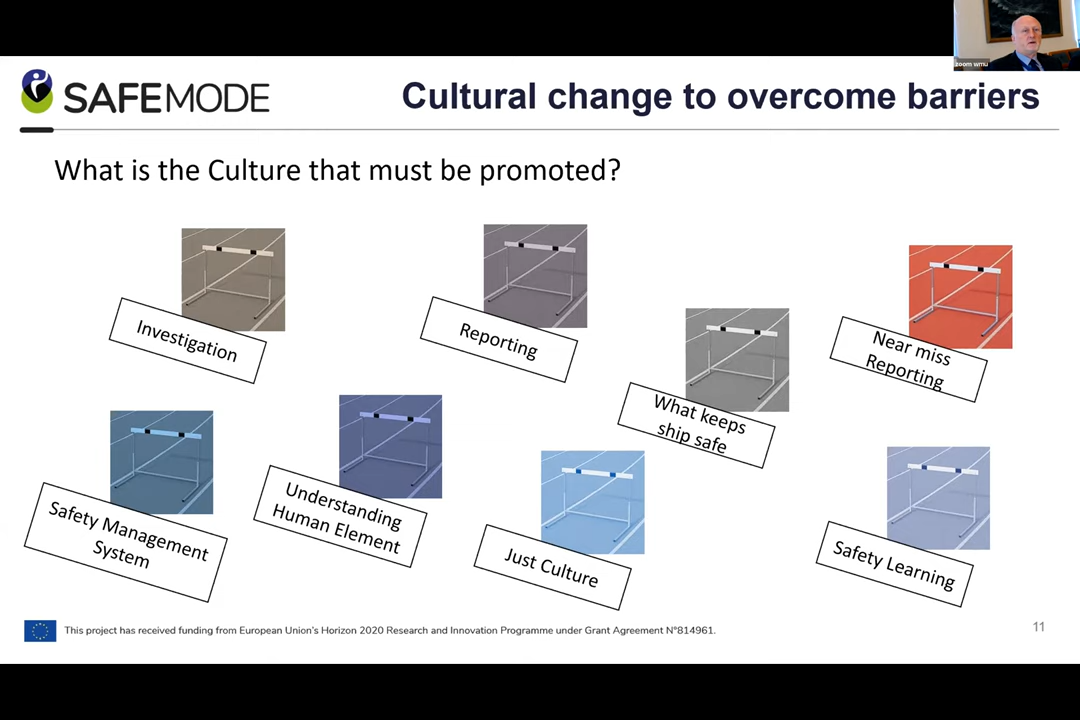 zoom wmu
SAFEMODE
Cultural change to overcome barriers
What is the Culture that must be promoted?
Investigation
Reporting
What keeps
ship safe
Near miss
Reporting
Safety Management
System
Understanding
Human Element
Just Culture
Safety Learning
This project has received funding from European Union's Horizon 2020 Research and Innovation Programme under Grant Agreement N°814961.
11